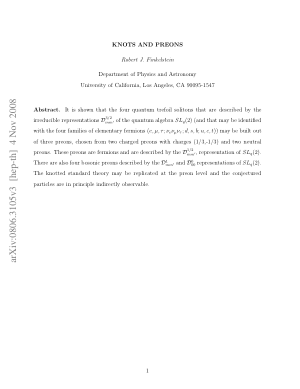 KNOTS AND PREONS
Robert J. Finkelstein
Department of Physics and Astronomy
University of California, Los Angeles, CA 90095-1547
Abstract. It is shown that the four quantum trefoil solitons that are described by the
irreducible representations 𝒟^{3/2}_{mm'} of the quantum algebra SL_q(2) (and that may be identified
with the four families of elementary fermions (e, μ, τ; ν_e ν_μ ν_τ; d, s, b; u, c, t)) may be built out
of three preons, chosen from two charged preons with charges (1/3,-1/3) and two neutral
preons. These preons are fermions and are described by the 𝒟^{1/2}_{mm'} representation of SL_q(2).
There are also four bosonic preons described by the 𝒟^1_{mm'} and 𝒟^0_{00} representations of SL_q(2).
The knotted standard theory may be replicated at the preon level and the conjectured
particles are in principle indirectly observable.
arXiv:0806.3105v3 [hep-th] 4 Nov 2008
1